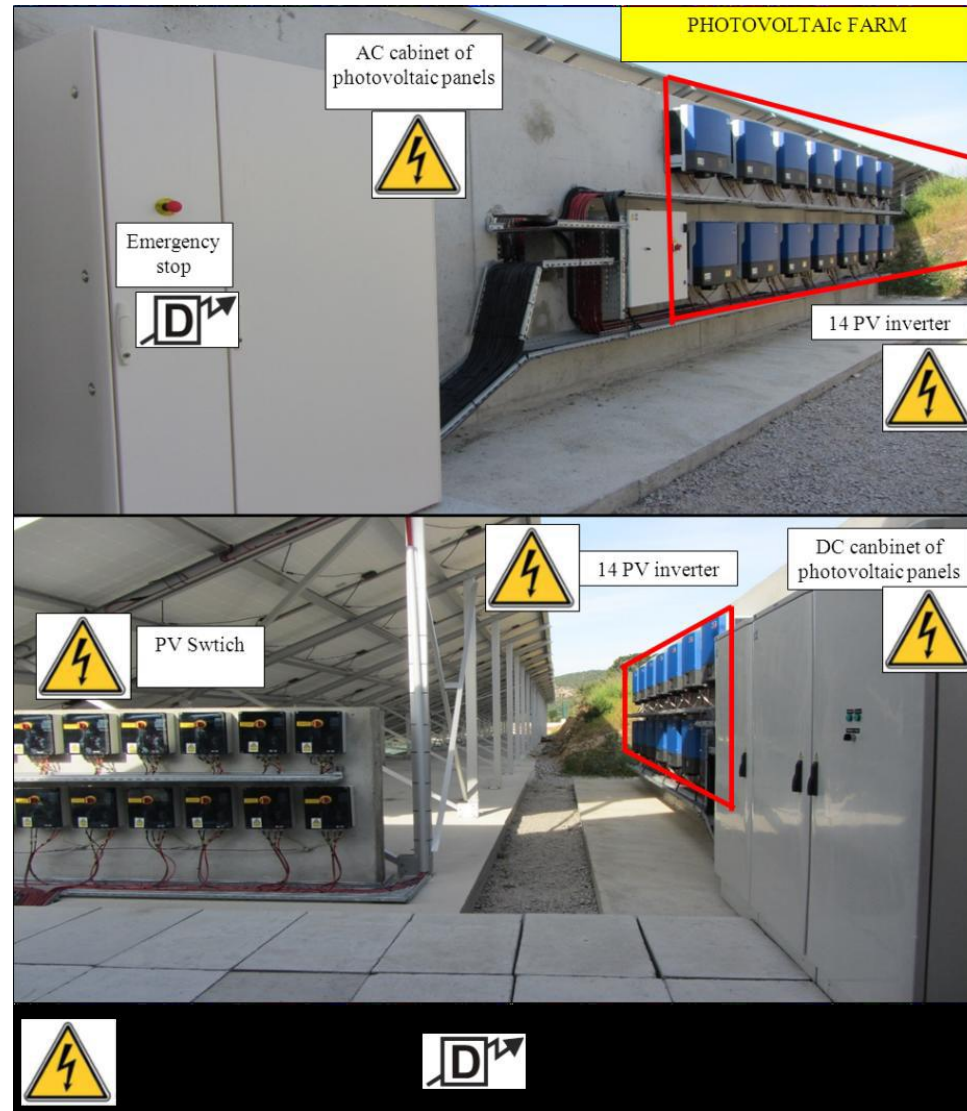 PHOTOVOLTAIc FARM
AC cabinet of
photovoltaic panels
Emergency
stop
D
14 PV inverter
14 PV inverter
DC canbinet of
photovoltaic panels
PV Swtich
D